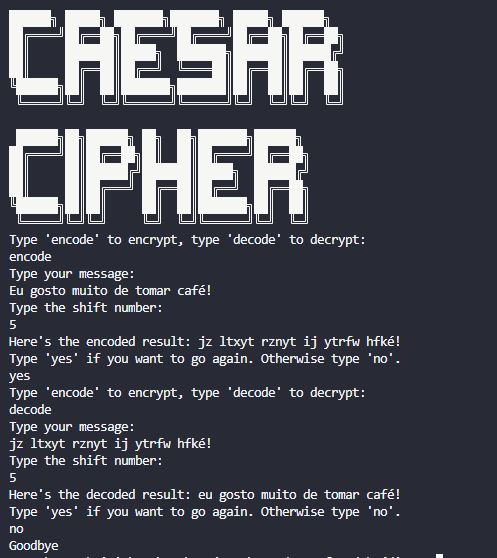 CAESAR
CIPHER
Type 'encode' to encrypt, type 'decode' to decrypt:
encode
Type your message:
Eu gosto muito de tomar café!
Type the shift number:
5
Here's the encoded result: jz ltxyt rznyt ij ytrfw hfké!
Type 'yes' if you want to go again. Otherwise type 'no'.
yes
Type 'encode' to encrypt, type 'decode' to decrypt:
decode
Type your message:
jz ltxyt rznyt ij ytrfw hfké!
Type the shift number:
5
Here's the decoded result: eu gosto muito de tomar café!
Type 'yes' if you want to go again. Otherwise type 'no'.
no
Goodbye